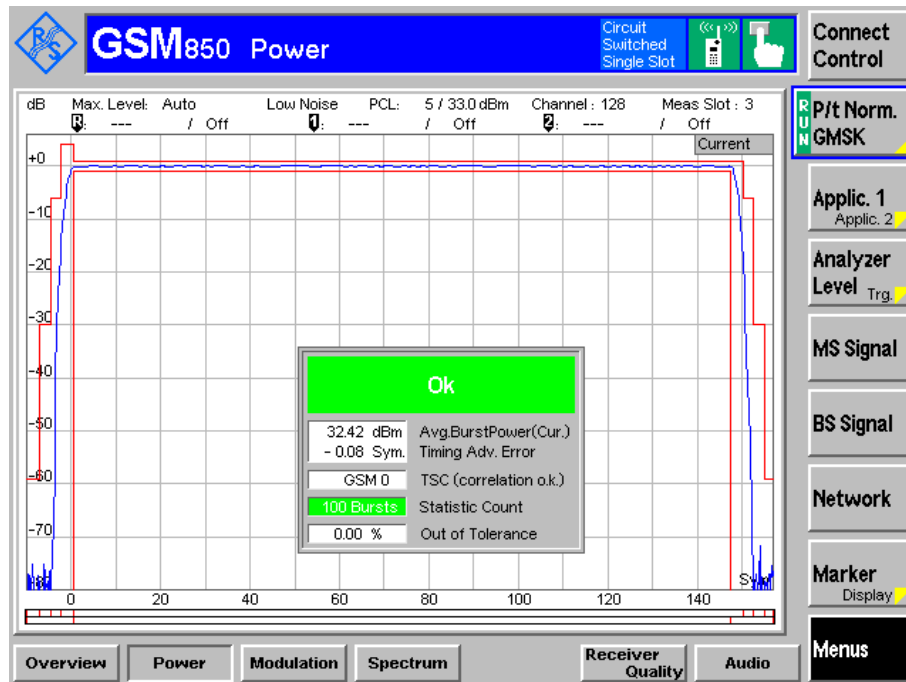 R&S
GSM850 Power
Circuit
Switched
Single Slot
Connect
Control
dB Max. Level: Auto Low Noise PCL: 5 / 33.0 dBm Channel : 128 Meas Slot : 3
R: --- / Off 1: --- / Off 2: --- / Off
Current
RUN
P/t Norm.
GMSK
+0
-10
-20
-30
-40
-50
-60
-70
Applic. 1
Applic. 2
Analyzer
Level Trg.
MS Signal
BS Signal
Network
Marker
Display
Menus
Ok
32.42 dBm Avg.BurstPower(Cur.)
- 0.08 Sym. Timing Adv. Error
GSM 0 TSC (correlation o.k.)
100 Bursts Statistic Count
0.00 % Out of Tolerance
0 20 40 60 80 100 120 140
Overview Power Modulation Spectrum Receiver
Quality Audio